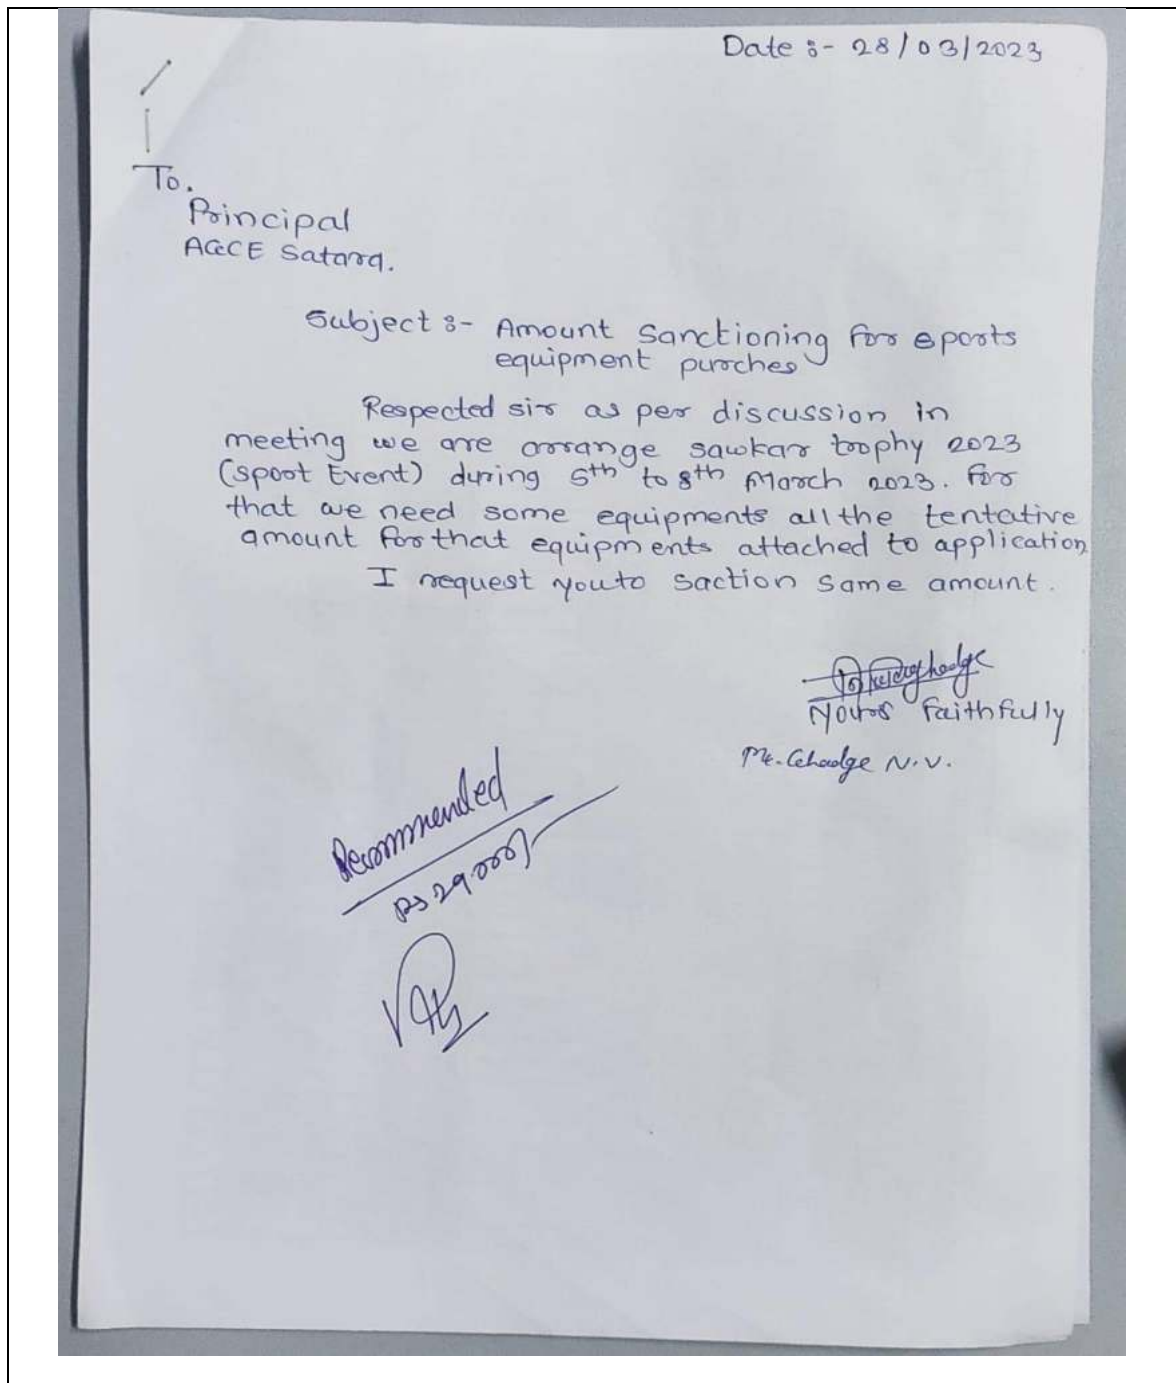 Date :- 28/03/2023
To.
Principal
AGCE Satara.
Subject :- Amount Sanctioning for sports
equipment purches
Respected sir as per discussion in
meeting we are arrange sawkar trophy 2023
(spoot Event) during 5th to 8th March 2023. for
that we need some equipments all the tentative
amount for that equipments attached to application
I request you to saction same amount.
Yours faithfully
Mr. Ghadge N.V.
Recommended
Rs 29000/-